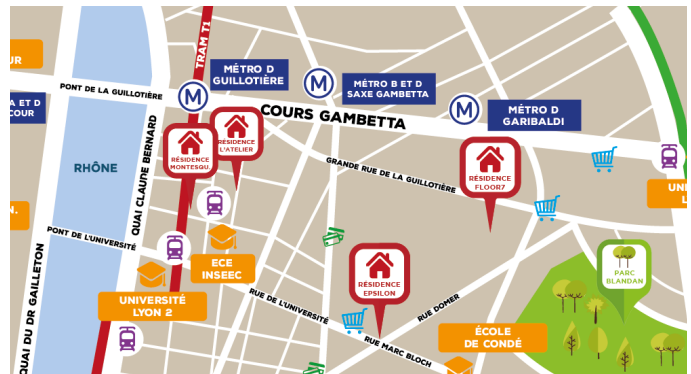 UR
TRAM T1
MÉTRO D
GUILLOTIÈRE
MÉTRO B ET D
SAXE GAMBETTA
PONT DE LA GUILLOTIÈRE
M
M
M
A ET D
COUR
COURS GAMBETTA
MÉTRO D
GARIBALDI
RÉSIDENCE
MONTESQU.
RÉSIDENCE
L'ATELIER
QUAI CLAUNE BERNARD
RHÔNE
GRANDE RUE DE LA GUILLOTIÈRE
RÉSIDENCE
FLOOR7
UNI
L
N.
PONT DE L'UNIVERSITÉ
ECE
INSEEC
RÉSIDENCE
EPSILON
PARC
BLANDAN
UNIVERSITÉ
LYON 2
RUE DE L'UNIVERSITÉ
RUE DOMER
QUAI DU DR GAILLETON
RUE MARC BLOCH
ÉCOLE
DE CONDÉ